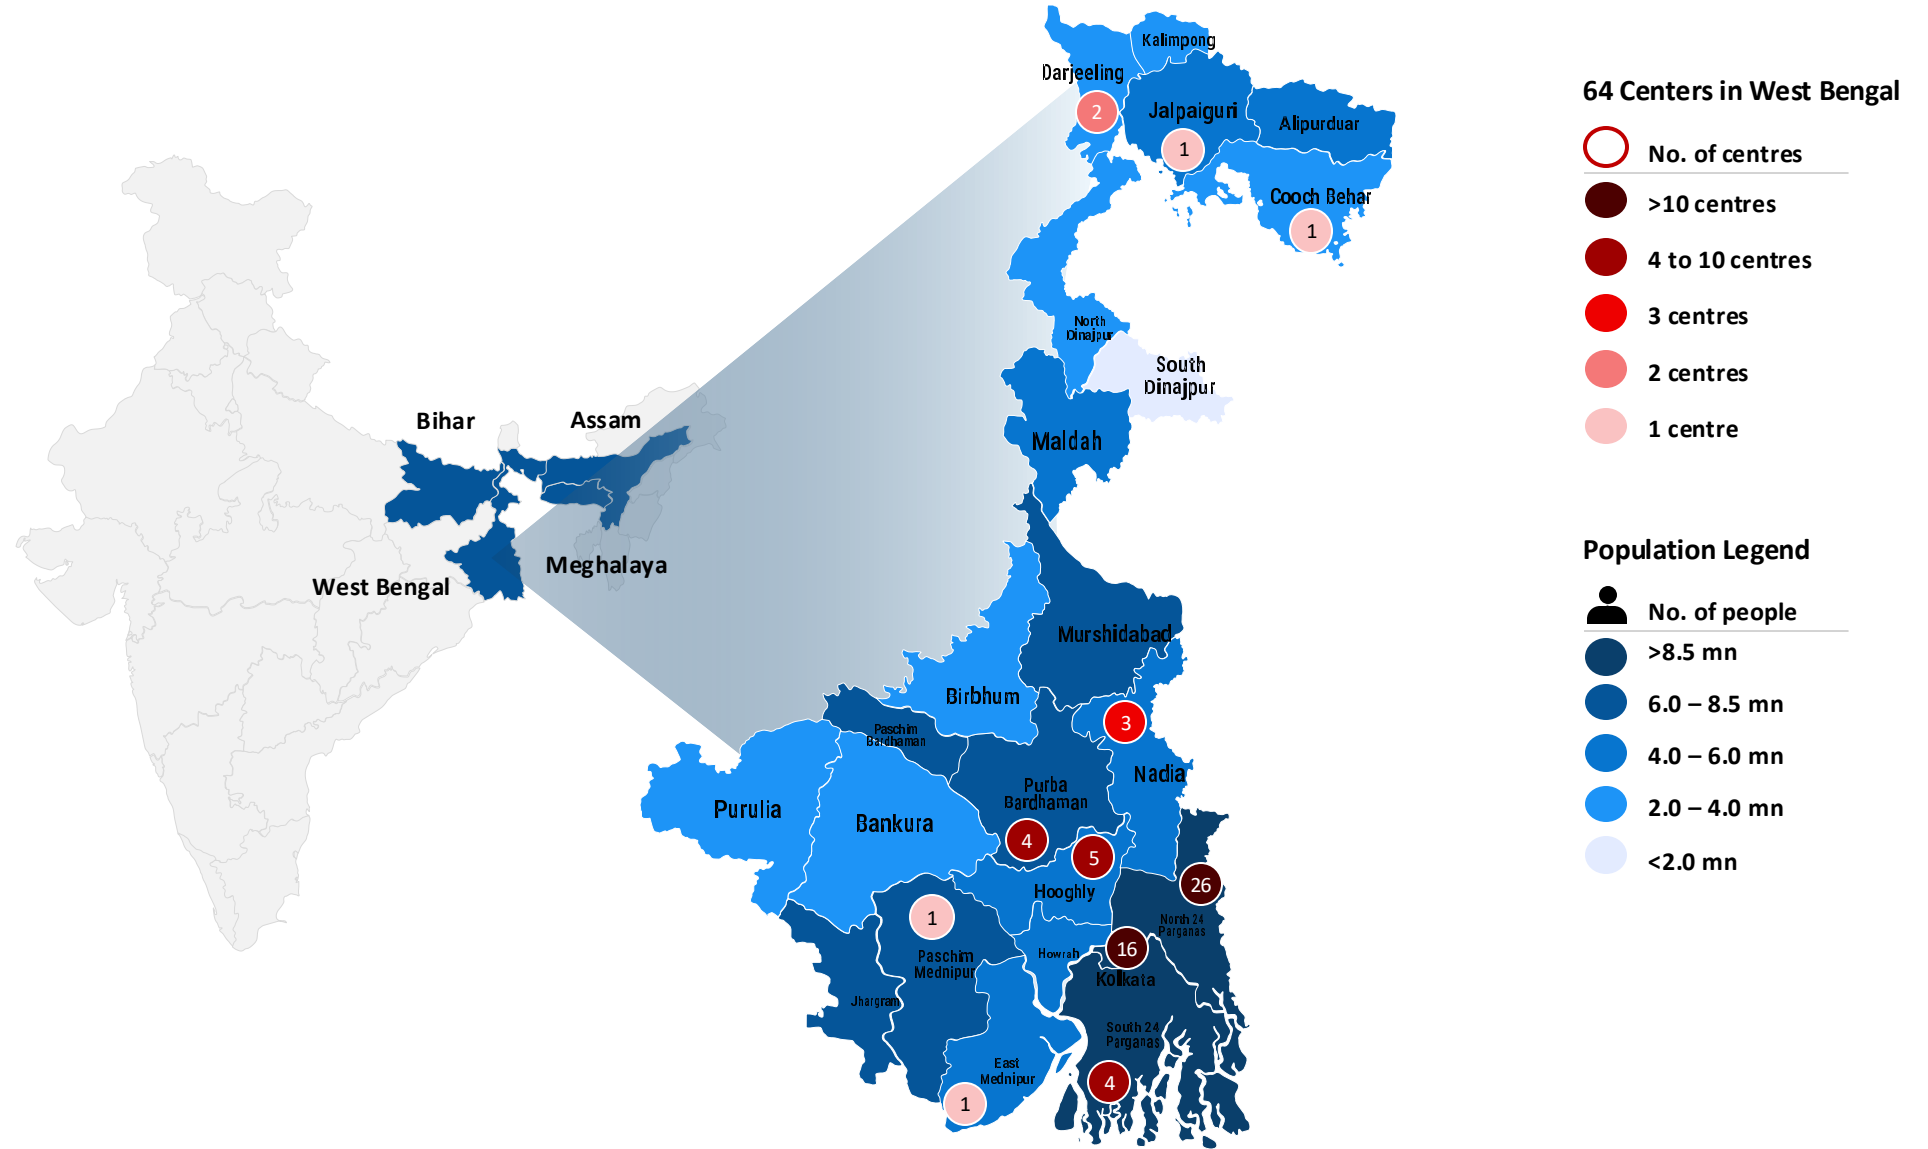 Bihar
Assam
West Bengal
Meghalaya
Kalimpong
Darjeeling
2
Jalpaiguri
1
Alipurduar
Cooch Behar
1
North
Dinajpur
South
Dinajpur
Maldah
Murshidabad
Birbhum
3
Nadia
Paschim
Bardhaman
Purba
Bardhaman
4
Purulia
Bankura
5
Hooghly
26
North 24
Parganas
1
Paschim
Mednipur
Howrah
16
Kolkata
Jhargram
South 24
Parganas
4
East
Mednipur
1
64 Centers in West Bengal
No. of centres
>10 centres
4 to 10 centres
3 centres
2 centres
1 centre
Population Legend
No. of people
>8.5 mn
6.0 – 8.5 mn
4.0 – 6.0 mn
2.0 – 4.0 mn
<2.0 mn